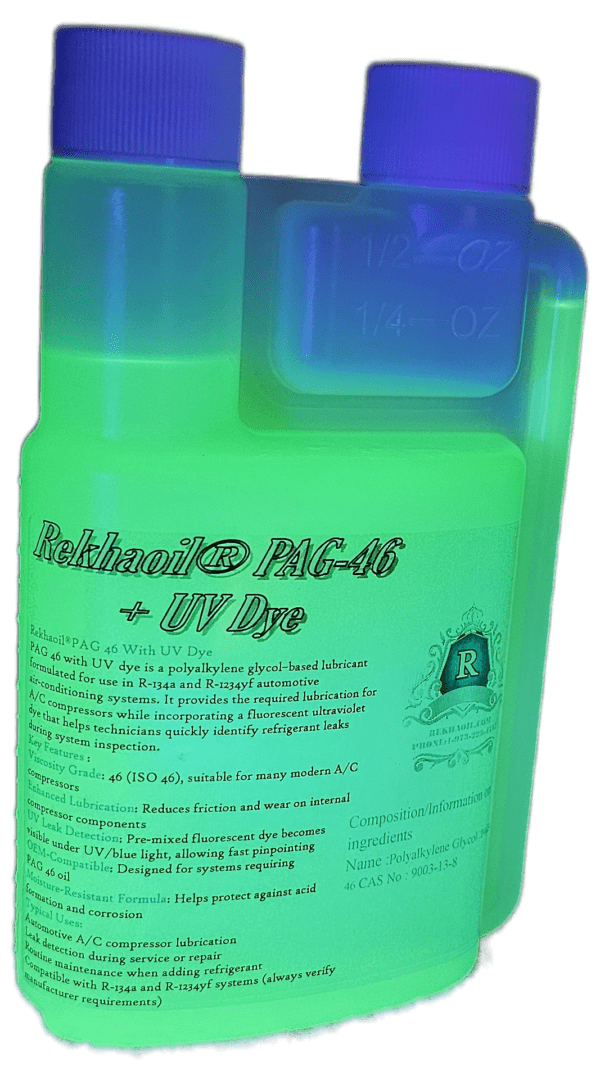 1/2 OZ
1/4 OZ
Rekhaoil® PAG-46
+ UV Dye
Rekhaoil®PAG 46 With UV Dye
PAG 46 with UV dye is a polyalkylene glycol-based lubricant
formulated for use in R-134a and R-1234yf automotive
air-conditioning systems. It provides the required lubrication for
A/C compressors while incorporating a fluorescent ultraviolet
dye that helps technicians quickly identify refrigerant leaks
during system inspection.
Key Features :
Viscosity Grade: 46 (ISO 46), suitable for many modern A/C
compressors
Enhanced Lubrication: Reduces friction and wear on internal
compressor components
UV Leak Detection: Pre-mixed fluorescent dye becomes
visible under UV/blue light, allowing fast pinpointing
OEM-Compatible: Designed for systems requiring
PAG 46 oil
Moisture-Resistant Formula: Helps protect against acid
formation and corrosion
Typical Uses:
Automotive A/C compressor lubrication
Leak detection during service or repair
Routine maintenance when adding refrigerant
Compatible with R-134a and R-1234yf systems (always verify
manufacturer requirements)
R
REKHAOIL.COM
Composition/Information on
ingredients
Name :Polyalkylene Glycol
46 CAS No : 9003-13-8